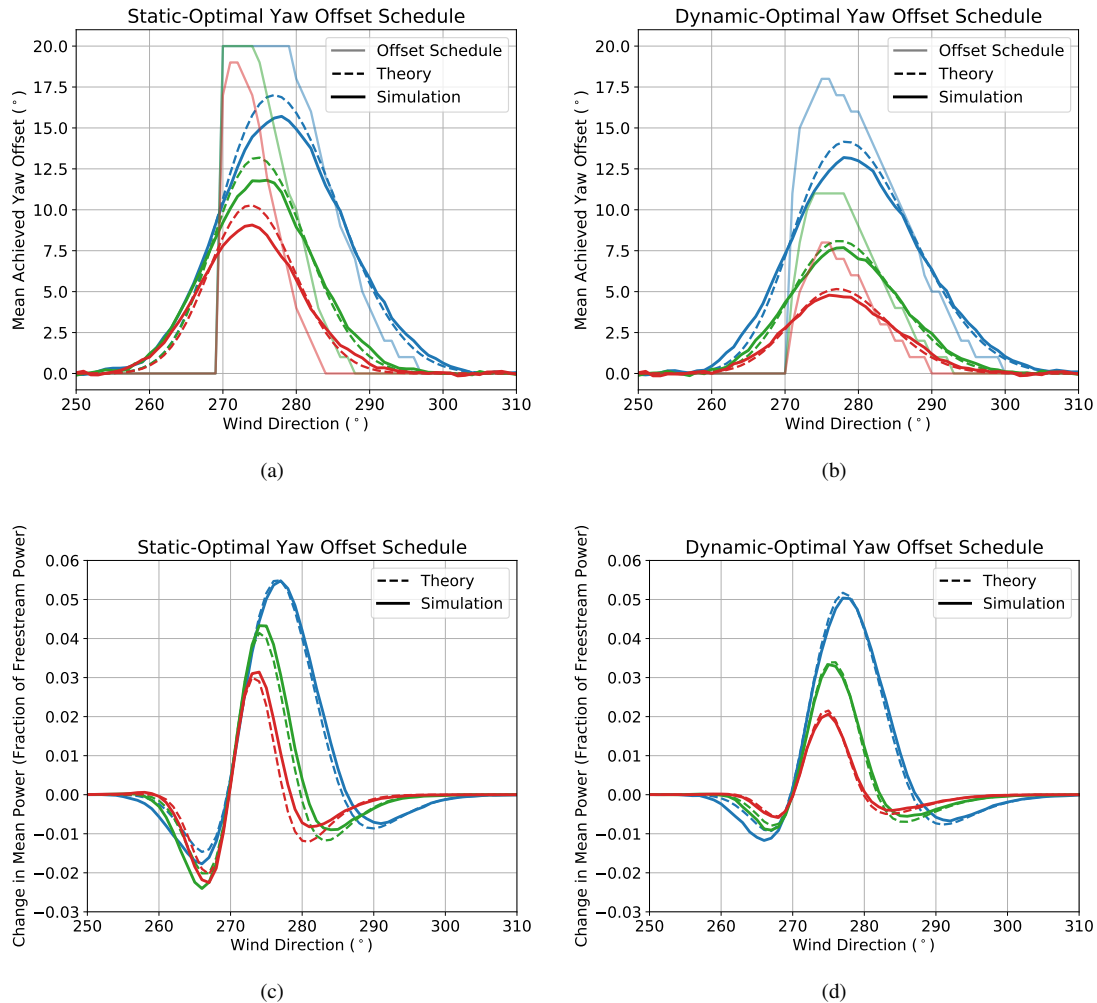 Static-Optimal Yaw Offset Schedule
Mean Achieved Yaw Offset (°)
20.0
17.5
15.0
12.5
10.0
7.5
5.0
2.5
0.0
Offset Schedule
Theory
Simulation
250 260 270 280 290 300 310
Wind Direction (°)
(a)
Dynamic-Optimal Yaw Offset Schedule
Mean Achieved Yaw Offset (°)
20.0
17.5
15.0
12.5
10.0
7.5
5.0
2.5
0.0
Offset Schedule
Theory
Simulation
250 260 270 280 290 300 310
Wind Direction (°)
(b)
Static-Optimal Yaw Offset Schedule
Change in Mean Power (Fraction of Freestream Power)
0.06
0.05
0.04
0.03
0.02
0.01
0.00
−0.01
−0.02
−0.03
Theory
Simulation
250 260 270 280 290 300 310
Wind Direction (°)
(c)
Dynamic-Optimal Yaw Offset Schedule
Change in Mean Power (Fraction of Freestream Power)
0.06
0.05
0.04
0.03
0.02
0.01
0.00
−0.01
−0.02
−0.03
Theory
Simulation
250 260 270 280 290 300 310
Wind Direction (°)
(d)